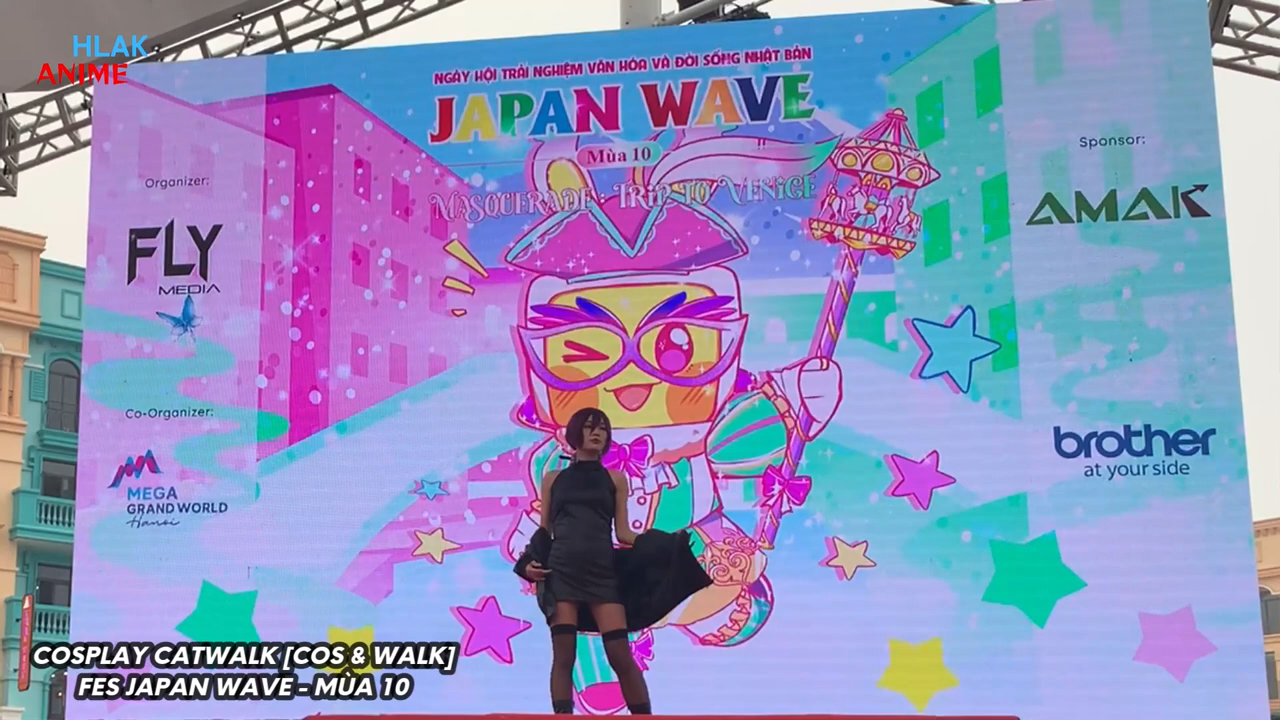 HLAK
ANIME
NGÀY HỘI TRẢI NGHIỆM VĂN HÓA VÀ ĐỜI SỐNG NHẬT BẢN
JAPAN WAVE
Mùa 10
MASQUERADE: TRIP TO VENICE
Organizer:
FLY
MEDIA
Co-Organizer:
MEGA
GRAND WORLD
Hanoi
Sponsor:
AMAK
brother
at your side
COSPLAY CATWALK [COS & WALK]
FES JAPAN WAVE - MÙA 10